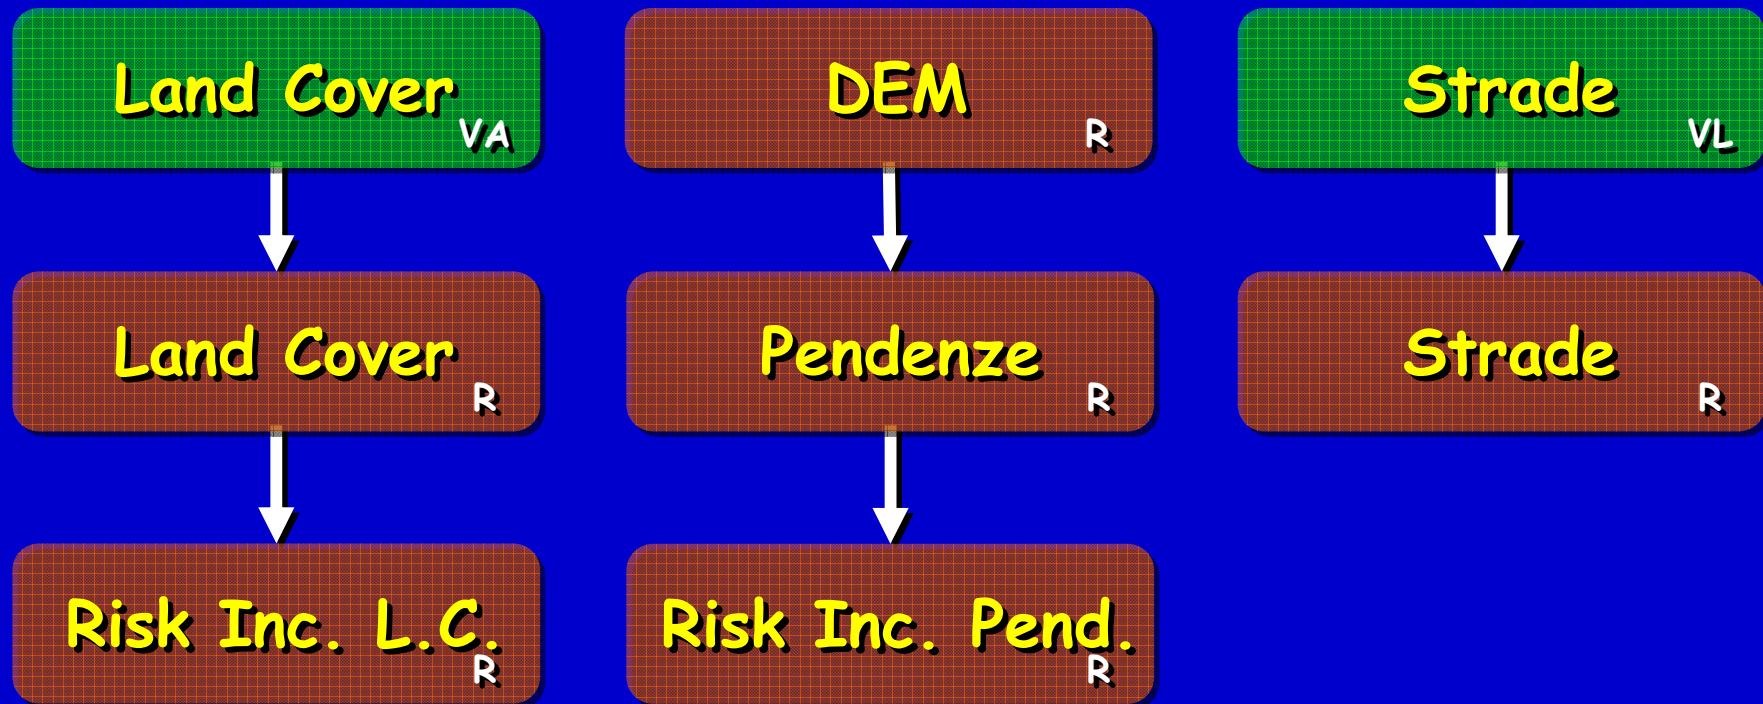 Land Cover
VA
DEM
R
Strade
VL
Land Cover
R
Pendenze
R
Strade
R
Risk Inc. L.C.
R
Risk Inc. Pend.
R